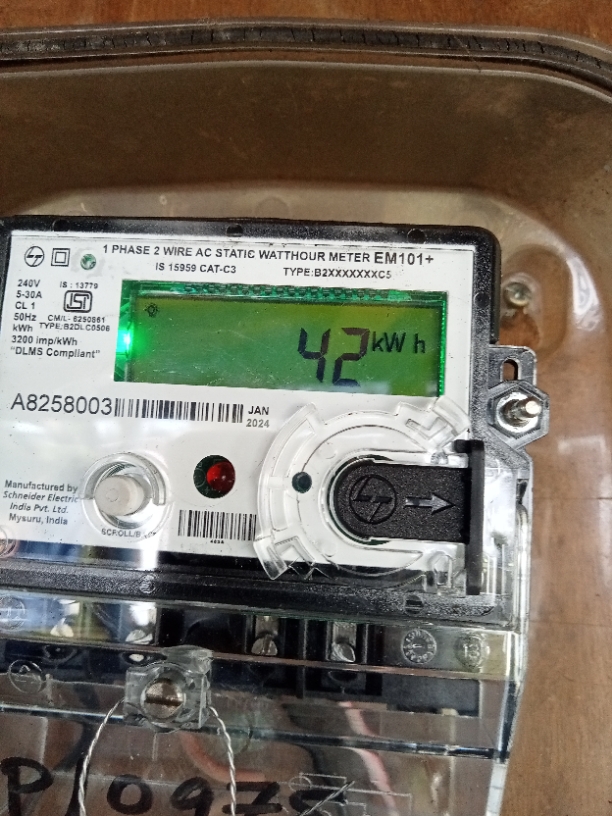 1 PHASE 2 WIRE AC STATIC WATTHOUR METER EM101+
IS 15959 CAT-C3 TYPE:B2XXXXXXXC5
240V
5-30A
CL 1
50Hz
kWh
3200 imp/kWh
"DLMS Compliant"
IS : 13779
ISI
CM/L- 6250861
TYPE:B2DLC0506
42 kWh
A8258003
JAN
2024
Manufactured by
Schneider Electric
India Pvt. Ltd.
Mysuru, India